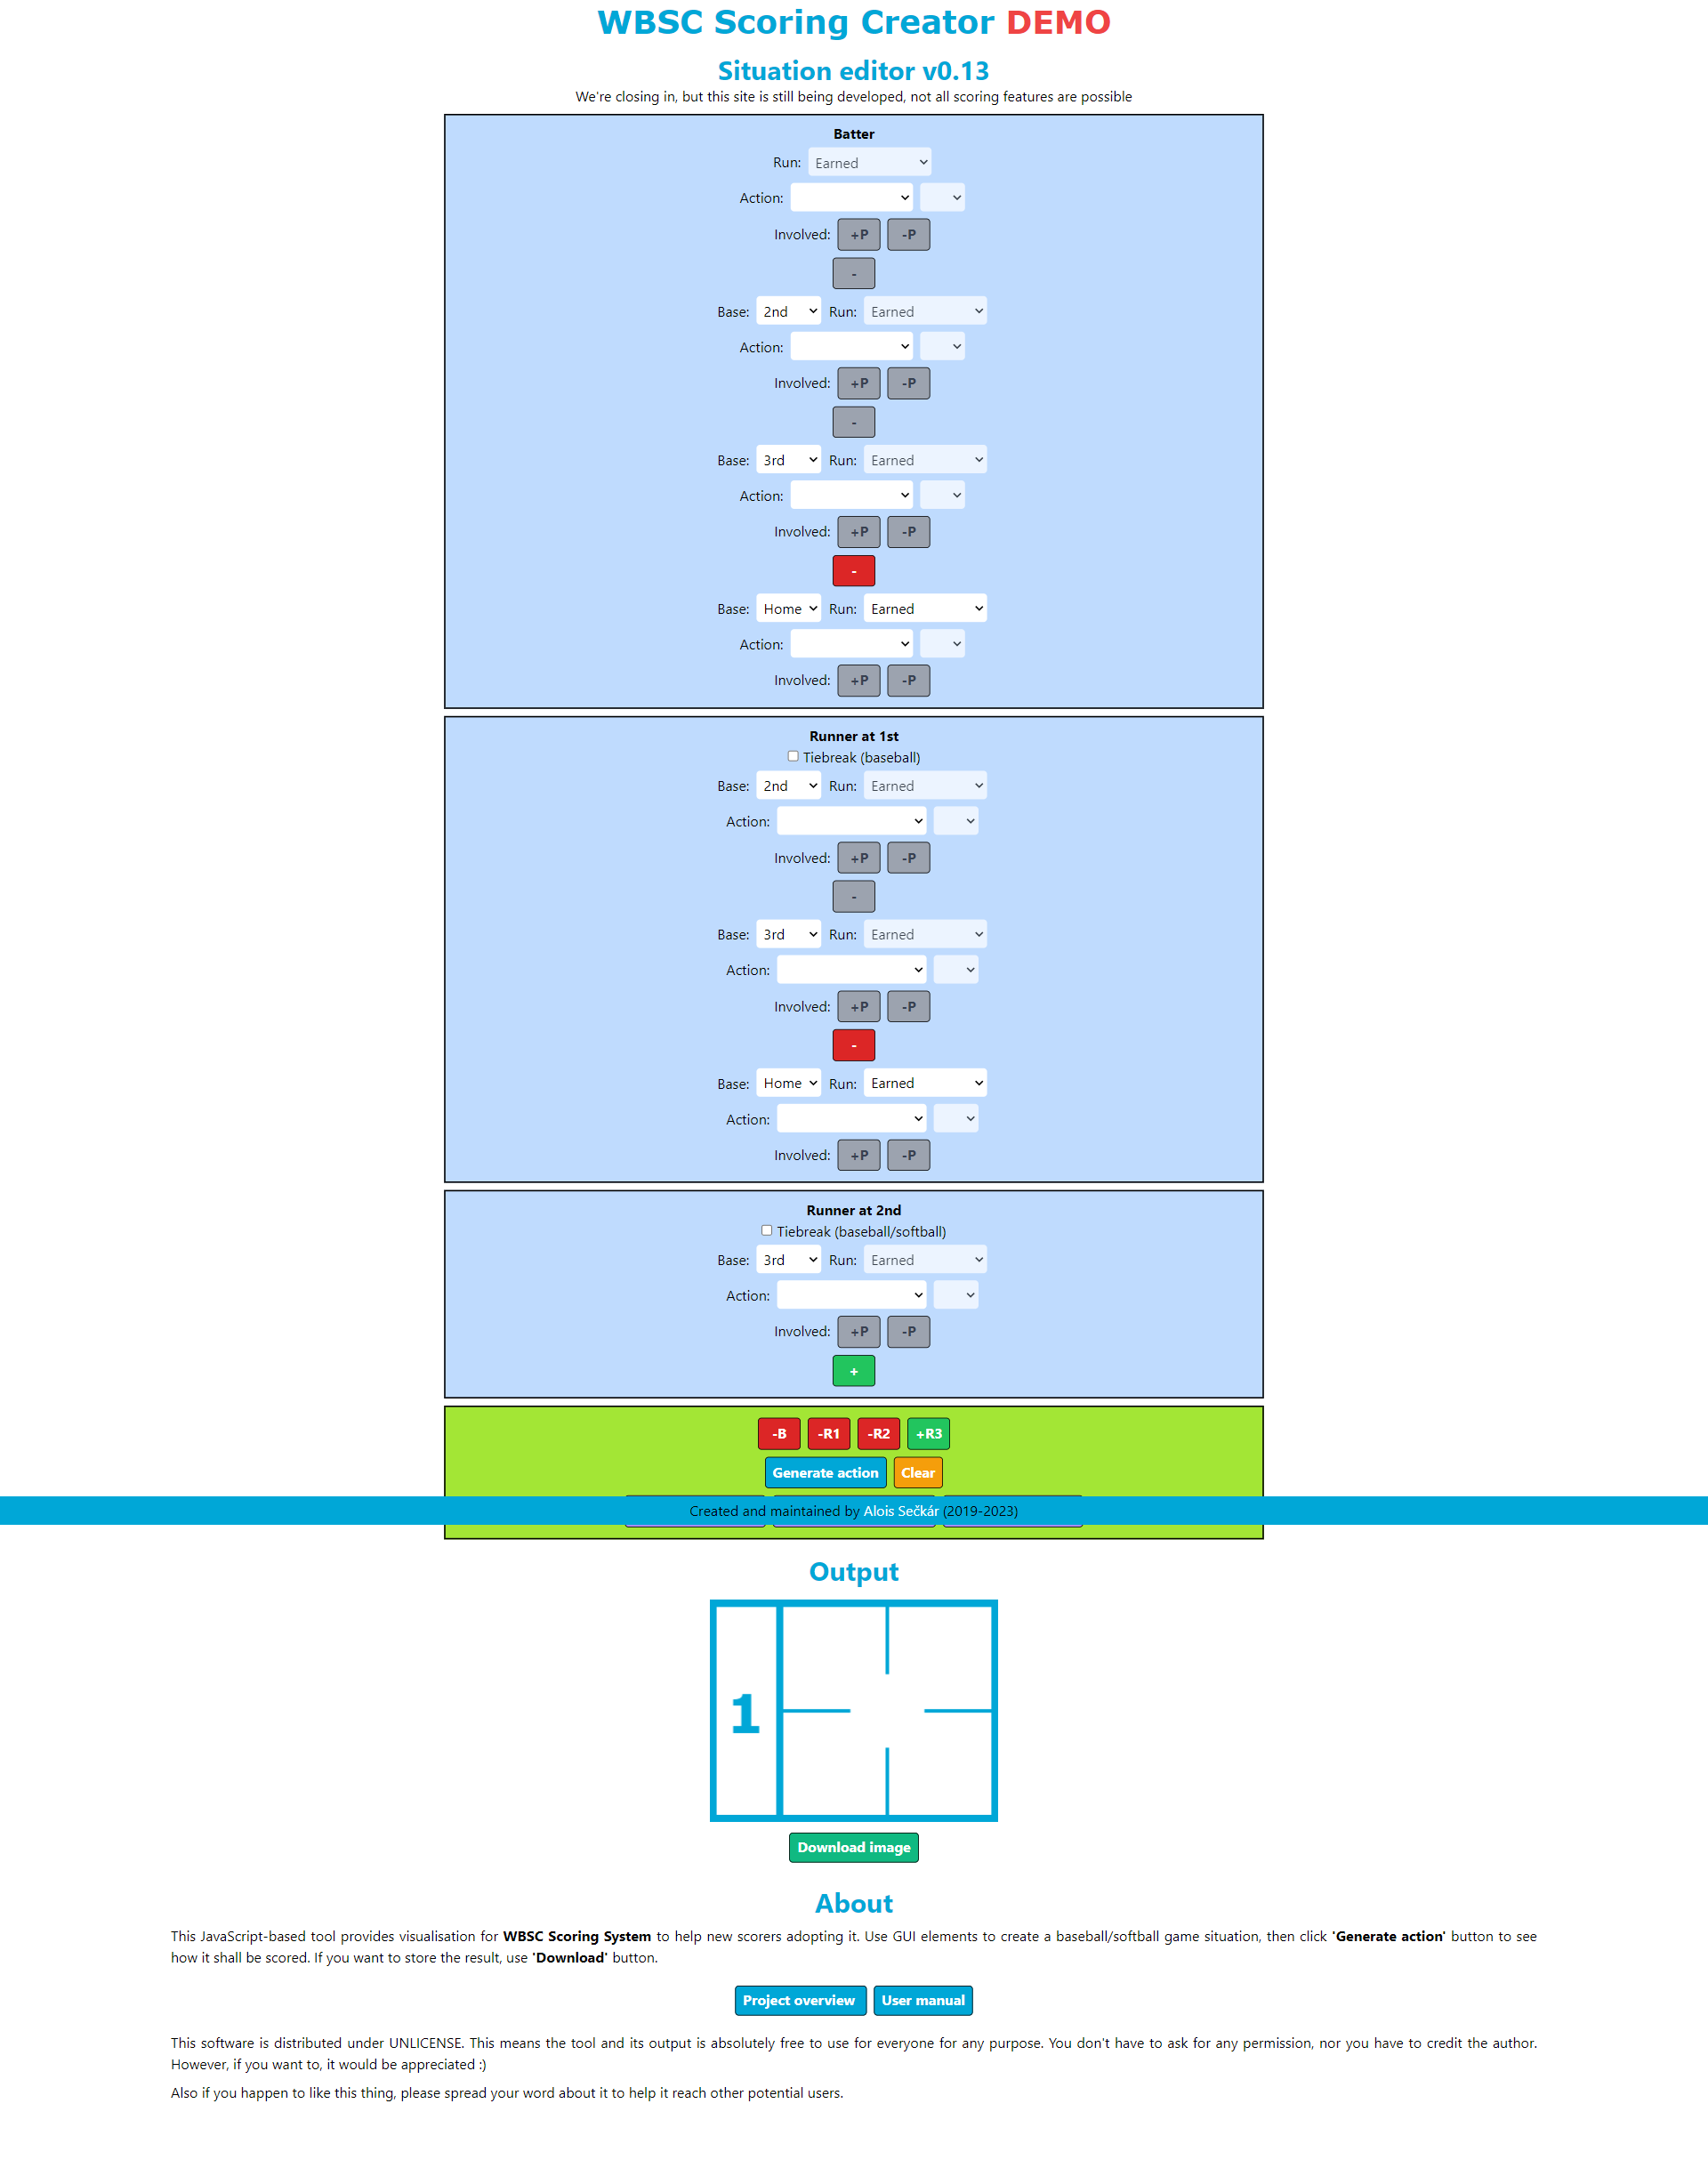 WBSC Scoring Creator DEMO
Situation editor v0.13
We're closing in, but this site is still being developed, not all scoring features are possible
Batter
Run: Earned
Action:
Involved: +P -P
-
Base: 2nd Run: Earned
Action:
Involved: +P -P
-
Base: 3rd Run: Earned
Action:
Involved: +P -P
-
Base: Home Run: Earned
Action:
Involved: +P -P
Runner at 1st
Tiebreak (baseball)
Base: 2nd Run: Earned
Action:
Involved: +P -P
-
Base: 3rd Run: Earned
Action:
Involved: +P -P
-
Base: Home Run: Earned
Action:
Involved: +P -P
Runner at 2nd
Tiebreak (baseball/softball)
Base: 3rd Run: Earned
Action:
Involved: +P -P
+
-B -R1 -R2 +R3
Generate action Clear
Created and maintained by Alois Sečkár (2019-2023)
Output
1
Download image
About
This JavaScript-based tool provides visualisation for WBSC Scoring System to help new scorers adopting it. Use GUI elements to create a baseball/softball game situation, then click 'Generate action' button to see
how it shall be scored. If you want to store the result, use 'Download' button.
Project overview User manual
This software is distributed under UNLICENSE. This means the tool and its output is absolutely free to use for everyone for any purpose. You don't have to ask for any permission, nor you have to credit the author.
However, if you want to, it would be appreciated :)
Also if you happen to like this thing, please spread your word about it to help it reach other potential users.